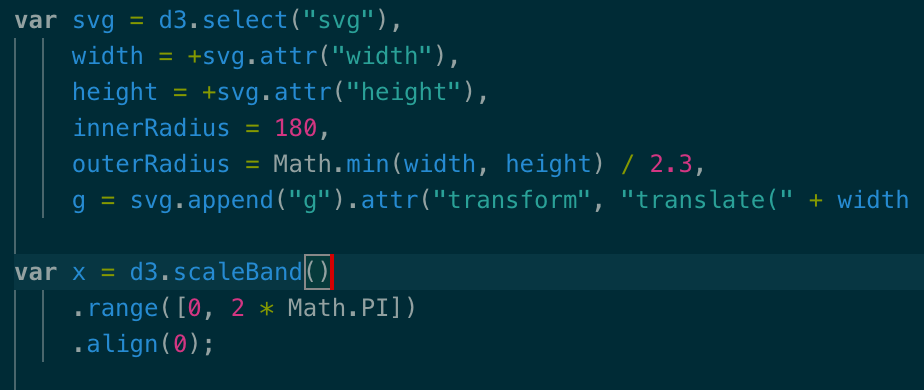 var svg = d3.select("svg"),
    width = +svg.attr("width"),
    height = +svg.attr("height"),
    innerRadius = 180,
    outerRadius = Math.min(width, height) / 2.3,
    g = svg.append("g").attr("transform", "translate(" + width
var x = d3.scaleBand()
    .range([0, 2 * Math.PI])
    .align(0);